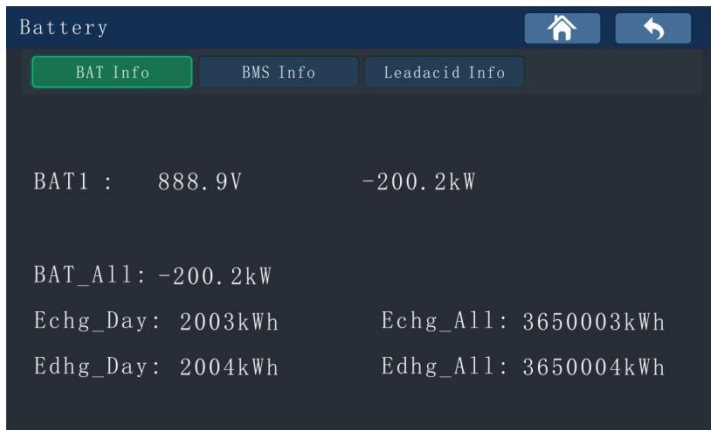 Battery
BAT Info BMS Info Leadacid Info
BAT1 : 888.9V -200.2kW
BAT_All: -200.2kW
Echg_Day: 2003kWh Echg_All: 3650003kWh
Edhg_Day: 2004kWh Edhg_All: 3650004kWh